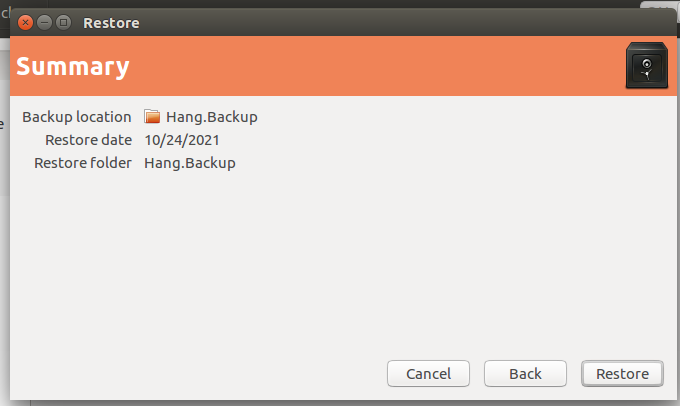 Restore
Summary
Backup location Hang.Backup
Restore date 10/24/2021
Restore folder Hang.Backup
Cancel Back Restore